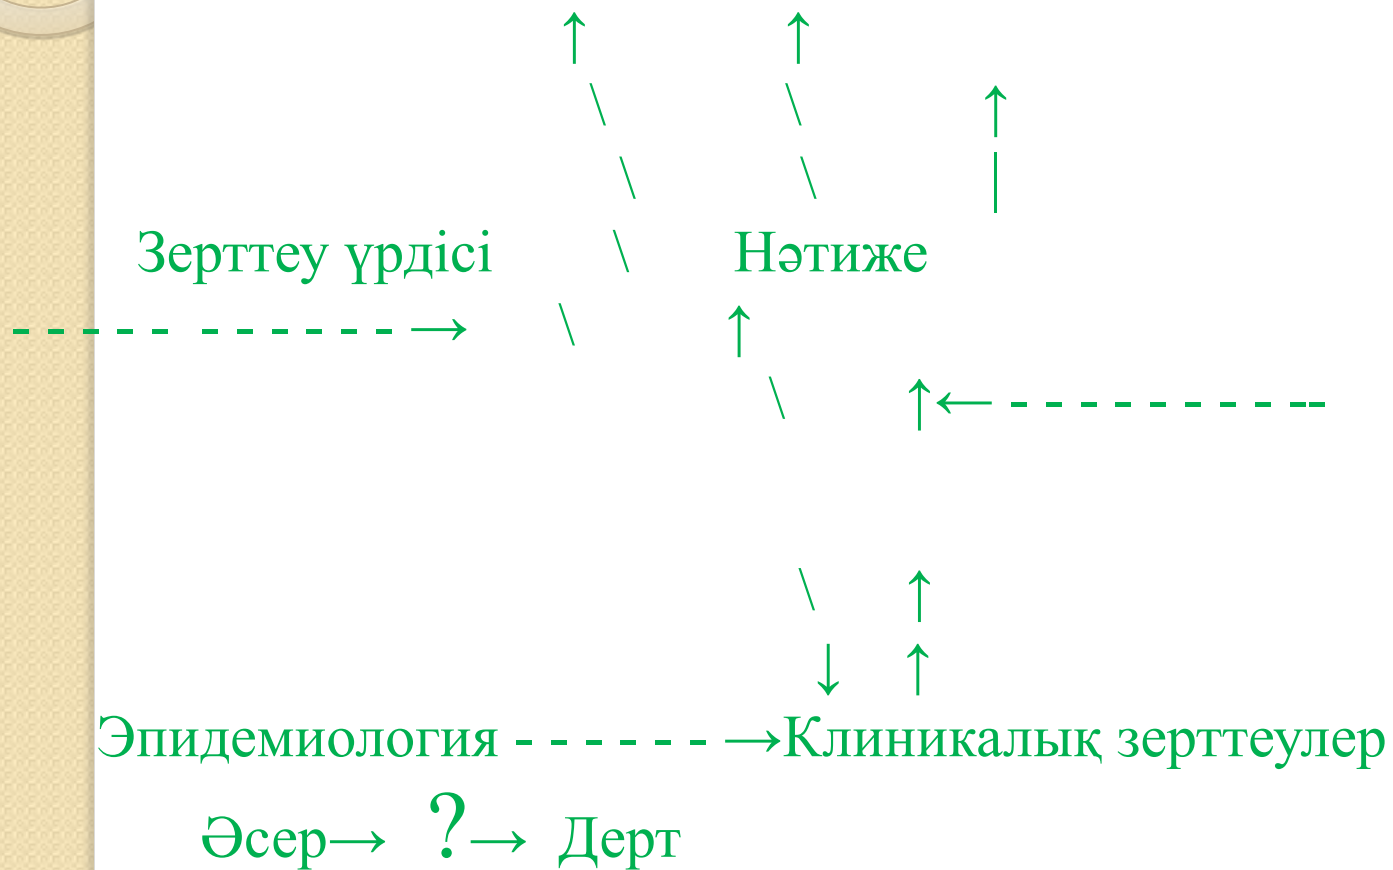 ↑ ↑
\ \ ↑
\ \ |
Зерттеу үрдісі \ Нәтиже
- - - - - - - - - - - → \ ↑
\ ↑← - - - - - - - - --
\ ↑
↓ ↑
Эпидемиология - - - - - - →Клиникалық зерттеулер
Әсер→ ?→ Дерт